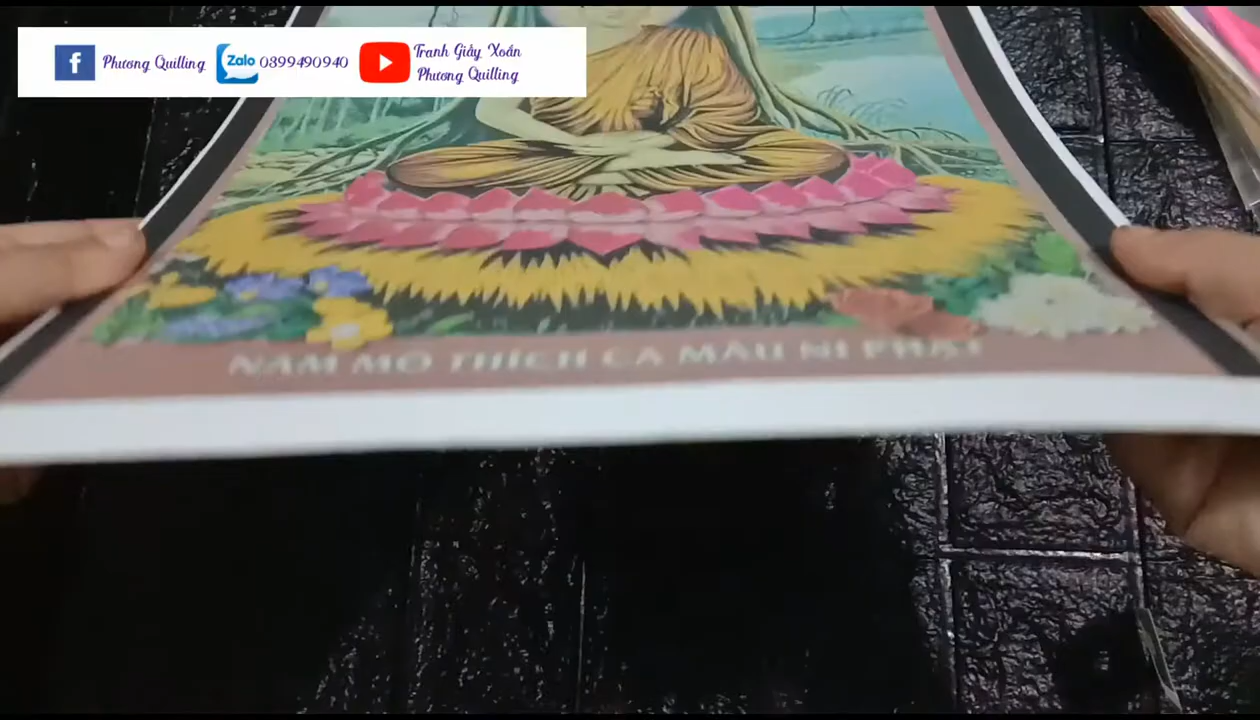 Phương Quilling
Zalo
0399490940
Tranh Giấy Xoắn
Phương Quilling
NAM MÔ THÍCH CA MÂU NI PHẬT